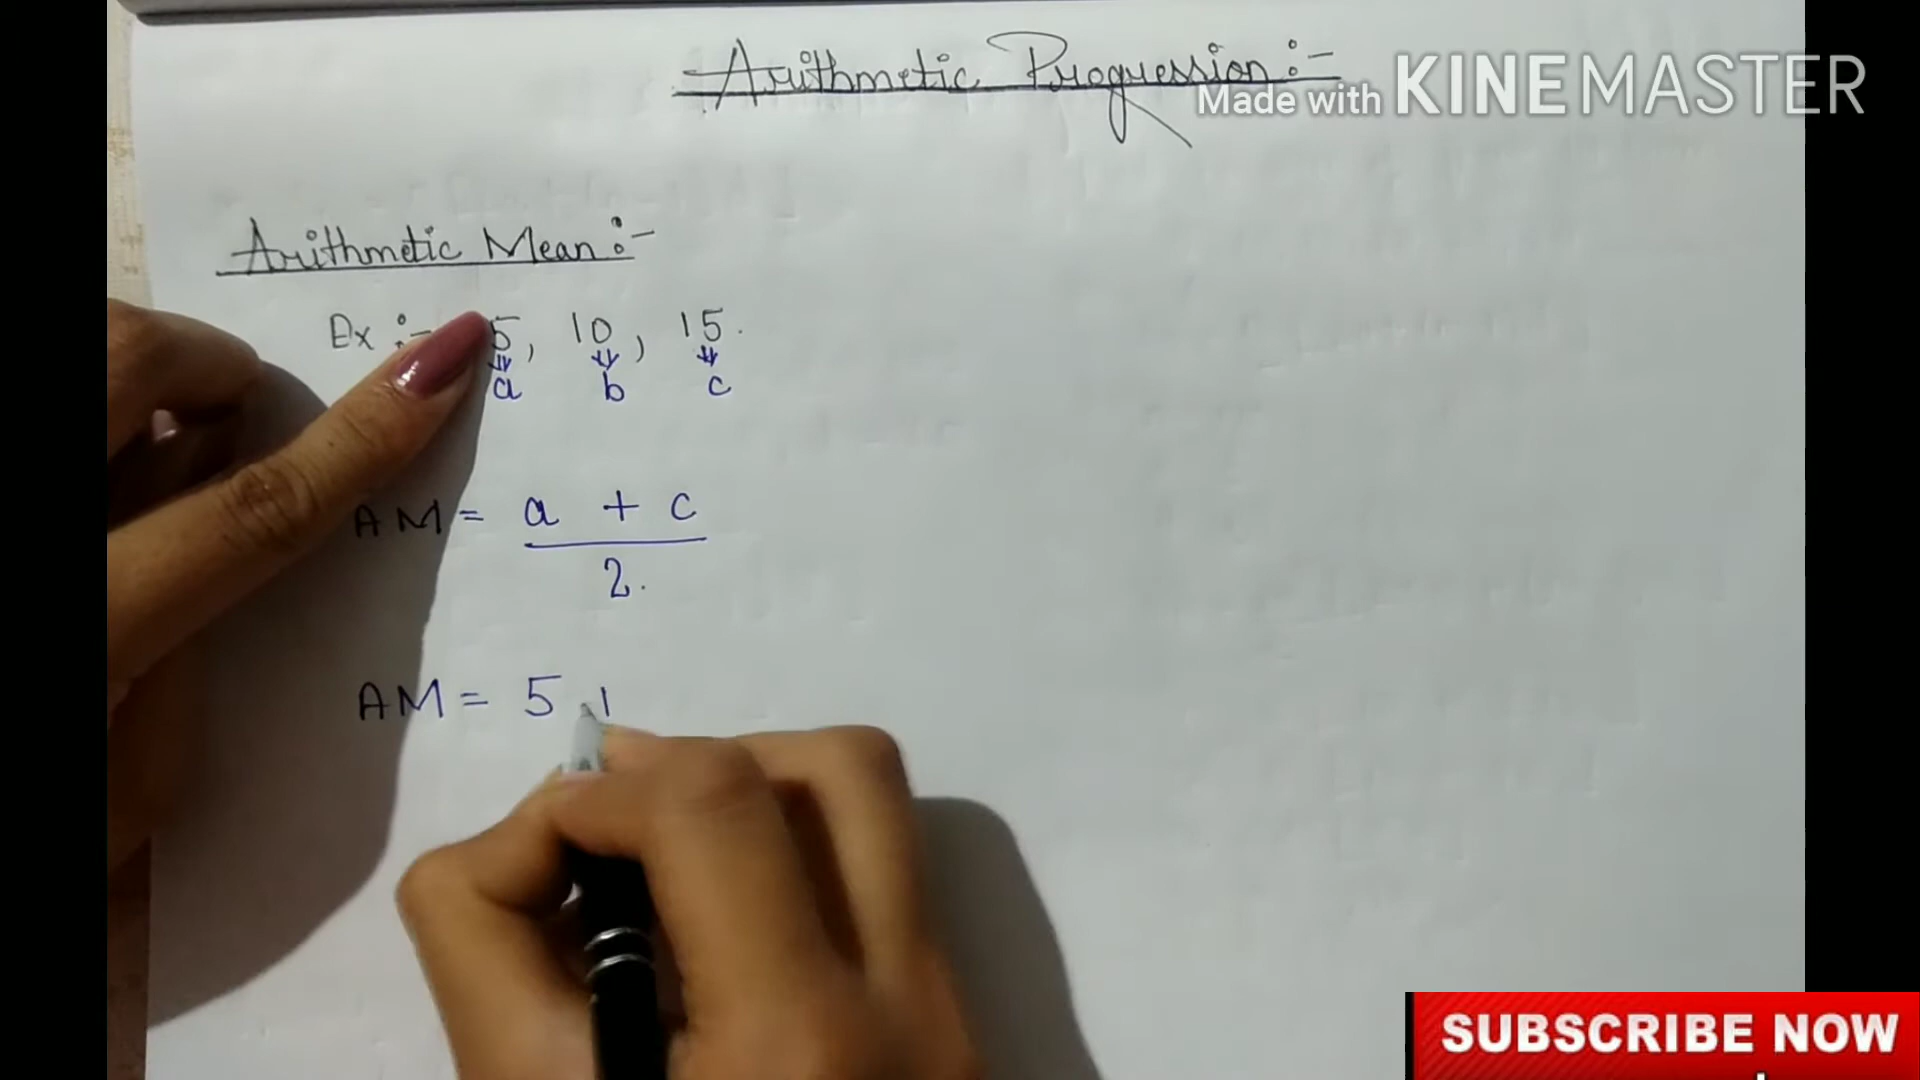 Arithmetic Progression :-
Made with KINEMASTER
Arithmetic Mean :-
Ex :- 5, 10, 15.
a b c
AM = a + c
2.
AM = 5
SUBSCRIBE NOW